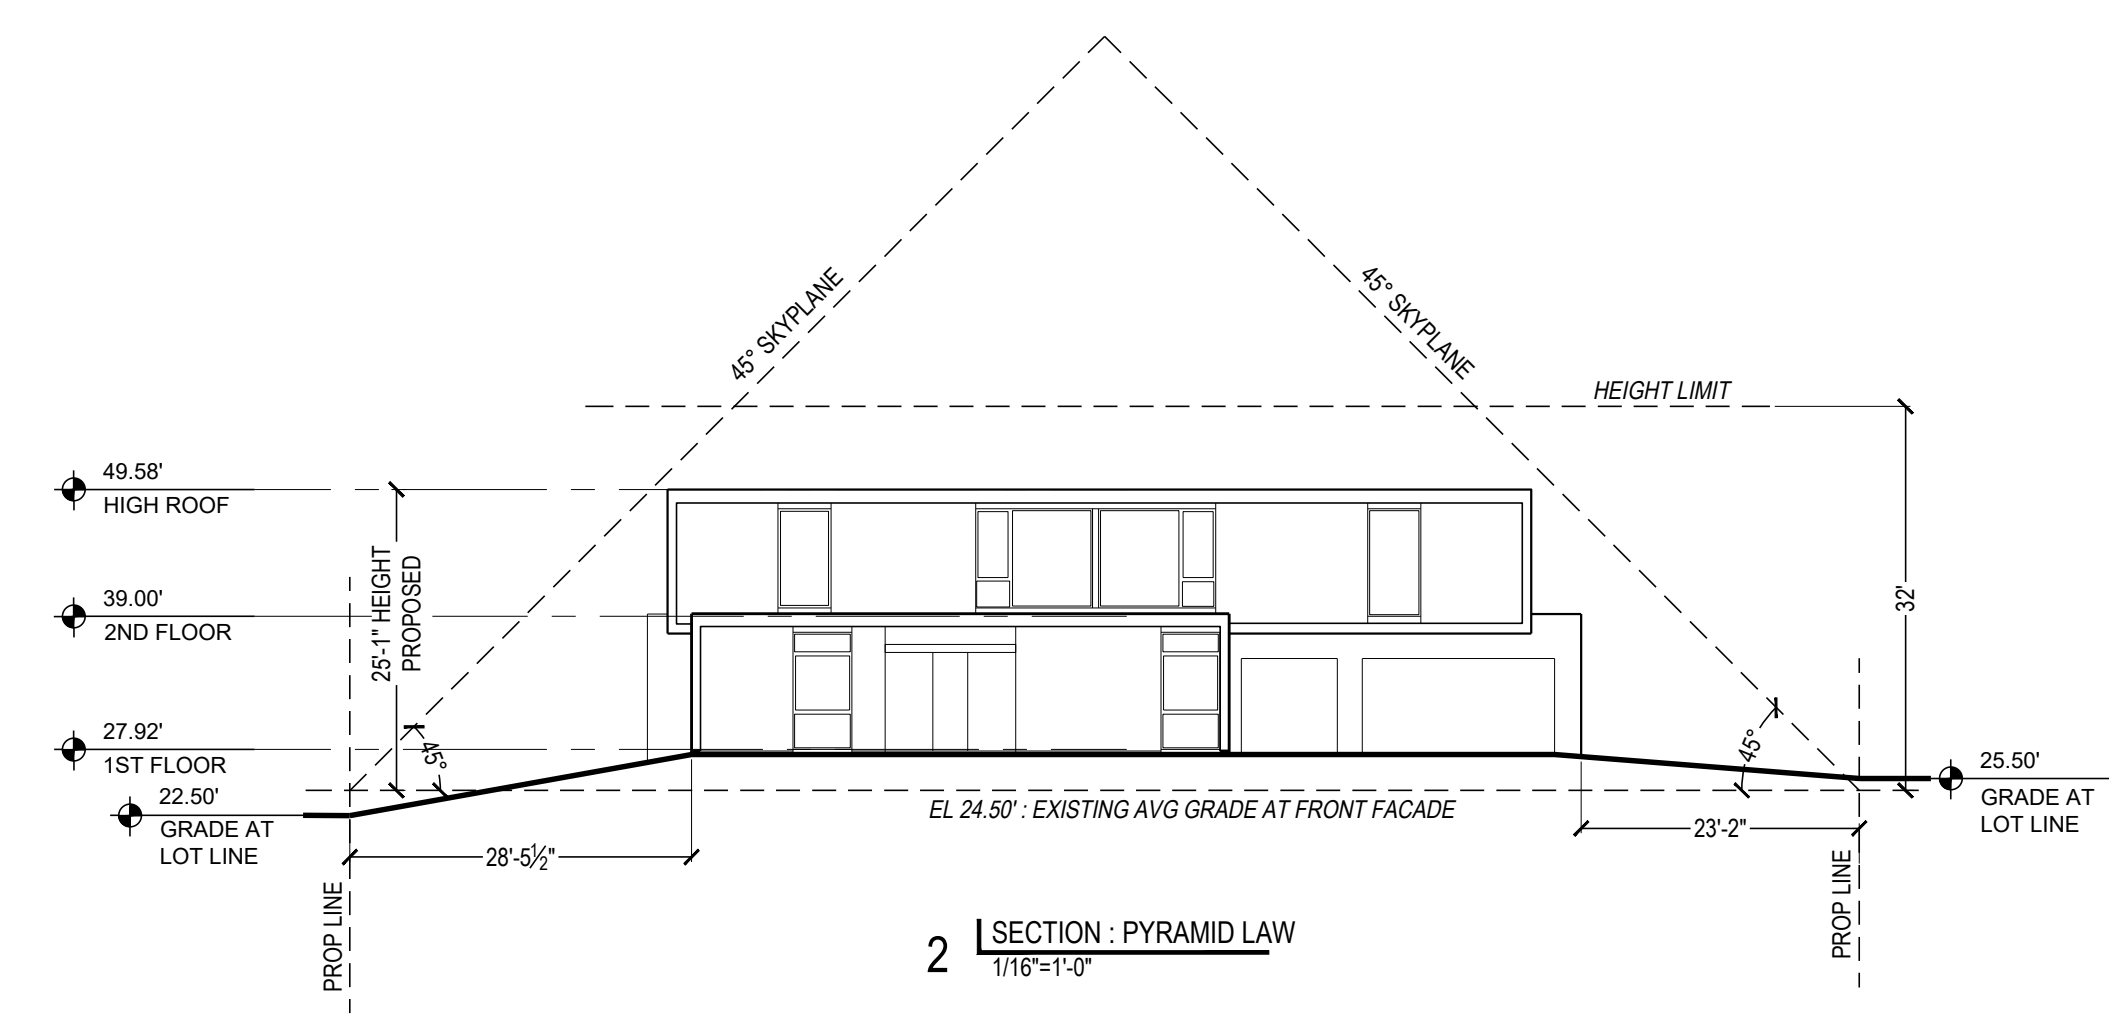 45° SKYPLANE
45° SKYPLANE
HEIGHT LIMIT
49.58'
HIGH ROOF
25'-1" HEIGHT
PROPOSED
39.00'
2ND FLOOR
32'
27.92'
1ST FLOOR
45°
45°
22.50'
GRADE AT
LOT LINE
25.50'
GRADE AT
LOT LINE
EL 24.50' : EXISTING AVG GRADE AT FRONT FACADE
28'-5½"
23'-2"
PROP LINE
PROP LINE
2
SECTION : PYRAMID LAW
1/16"=1'-0"